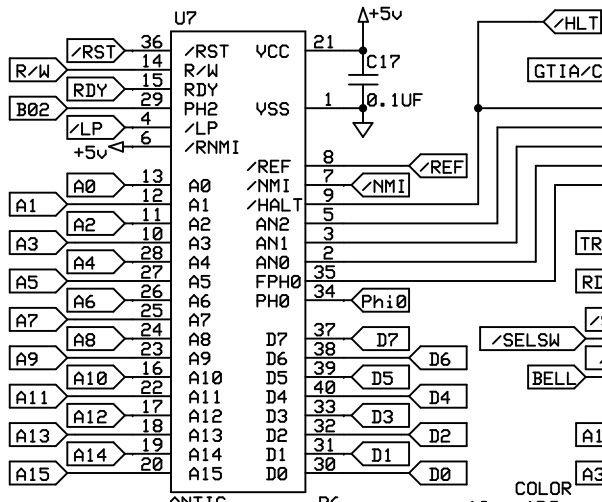 U7
+5v
/HLT
/RST 36 /RST VCC 21
R/W 14 R/W C17
GTIA/C
RDY 15 RDY
B02 29 PH2 VSS 1 0.1UF
/LP 4 /LP
+5v 6 /RNMI
/REF 8 /REF
A0 13 A0 /NMI 7 /NMI
A1 12 A1 /HALT 9
A2 11 A2 AN2 5
A3 10 A3 AN1 3
TR
A4 28 A4 AN0 2
A5 27 A5 FPH0 35
RD
A6 26 A6 PH0 34 Phi0
A7 25 A7
A8 24 A8 D7 37 D7
/SELSW
A9 23 A9 D6 38 D6
A10 16 A10 D5 39 D5
BELL
A11 22 A11 D4 40 D4
A12 17 A12 D3 33 D3
A13 18 A13 D2 32 D2
A1
A14 19 A14 D1 31 D1
A15 20 A15 D0 30 D0
A3
COLOR